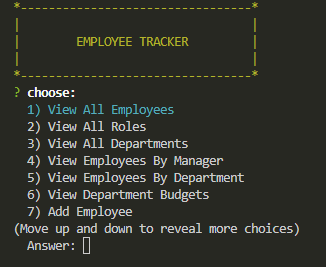 *---------------------------------*
|                                 |
|        EMPLOYEE TRACKER         |
|                                 |
*---------------------------------*
? choose:
  1) View All Employees
  2) View All Roles
  3) View All Departments
  4) View Employees By Manager
  5) View Employees By Department
  6) View Department Budgets
  7) Add Employee
(Move up and down to reveal more choices)
  Answer: